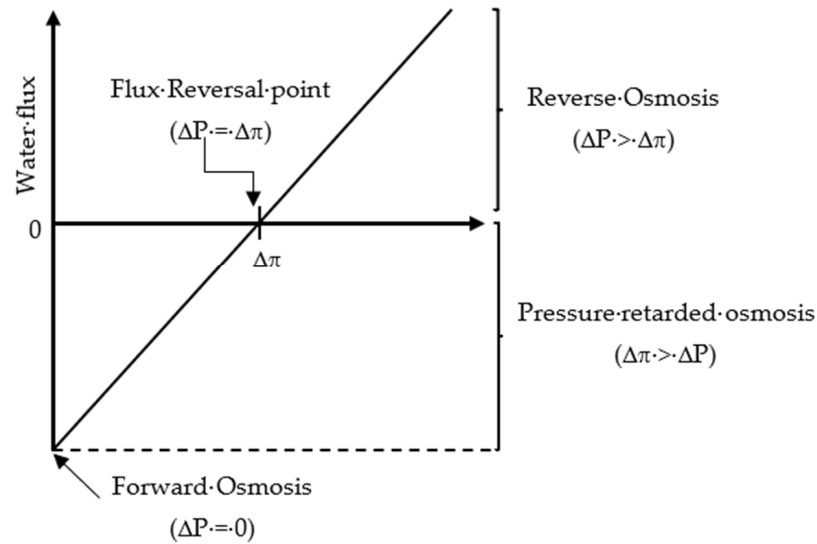 Flux·Reversal·point
(ΔP·=·Δπ)
Reverse·Osmosis
(ΔP·>·Δπ)
Water·flux
0
Δπ
Pressure·retarded·osmosis
(Δπ·>·ΔP)
Forward·Osmosis
(ΔP·=·0)